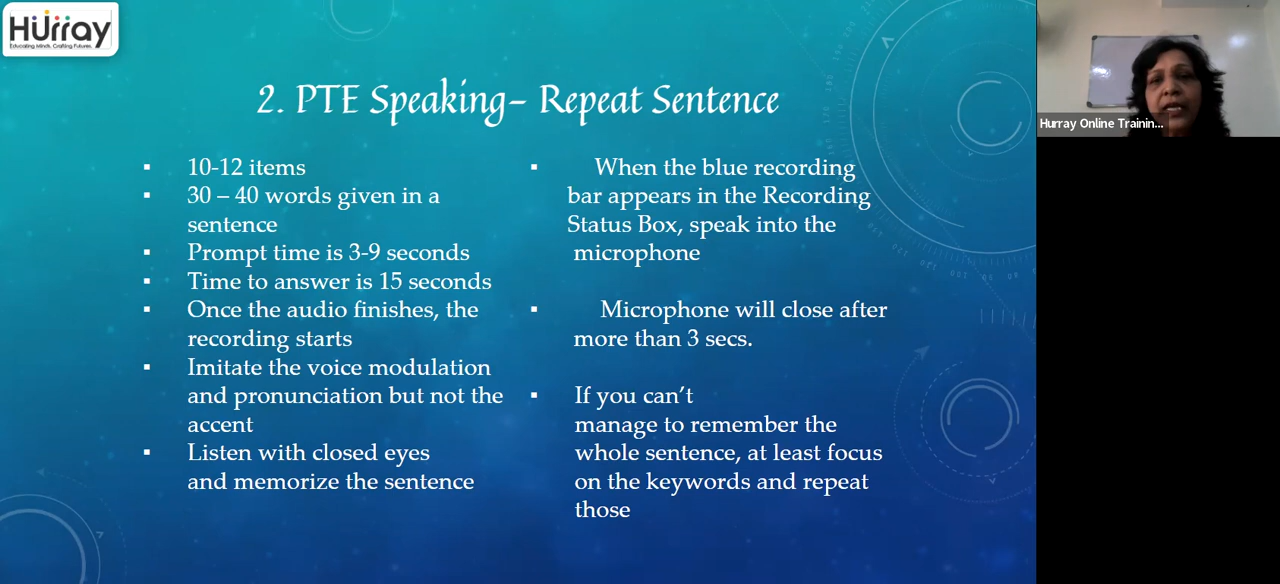 Hurray
Educating Minds. Crafting Futures.
2. PTE Speaking– Repeat Sentence
▪ 10-12 items
▪ 30 – 40 words given in a
sentence
▪ Prompt time is 3-9 seconds
▪ Time to answer is 15 seconds
▪ Once the audio finishes, the
recording starts
▪ Imitate the voice modulation
and pronunciation but not the
accent
▪ Listen with closed eyes
and memorize the sentence
▪ When the blue recording
bar appears in the Recording
Status Box, speak into the
microphone
▪ Microphone will close after
more than 3 secs.
▪ If you can’t
manage to remember the
whole sentence, at least focus
on the keywords and repeat
those
Hurray Online Trainin...